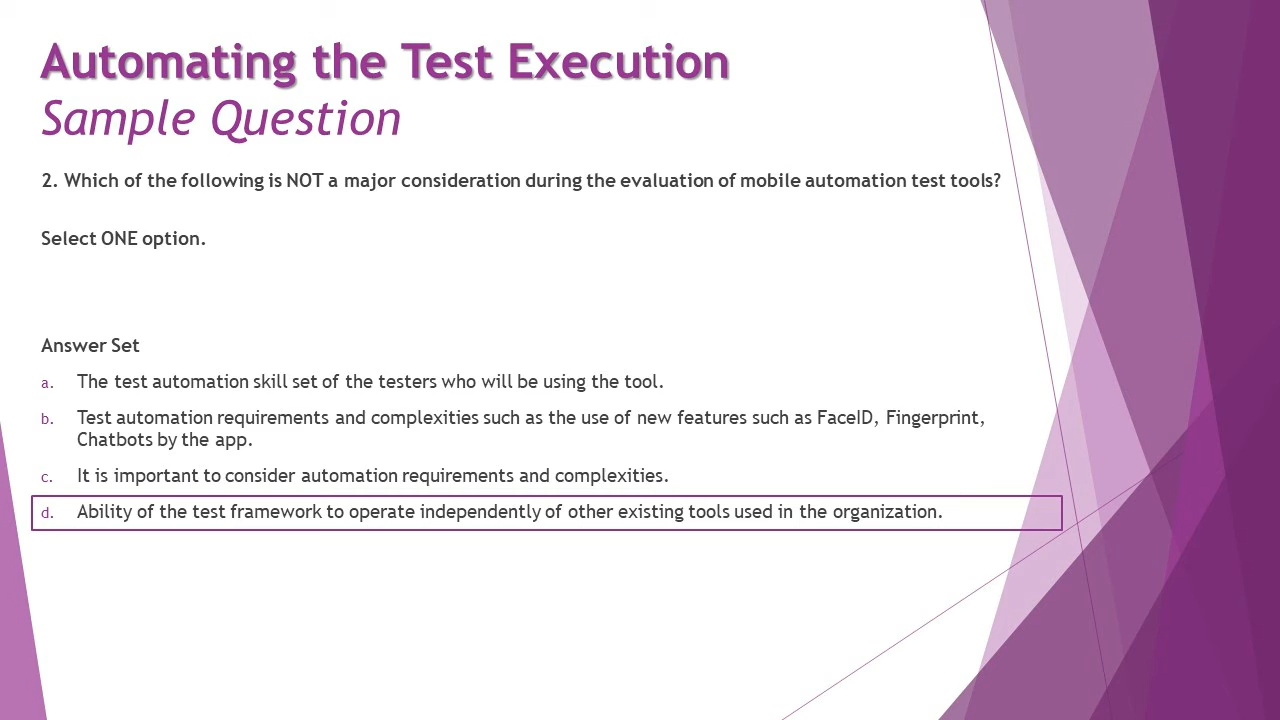 Automating the Test Execution
Sample Question
2. Which of the following is NOT a major consideration during the evaluation of mobile automation test tools?
Select ONE option.
Answer Set
a. The test automation skill set of the testers who will be using the tool.
b. Test automation requirements and complexities such as the use of new features such as FaceID, Fingerprint,
Chatbots by the app.
c. It is important to consider automation requirements and complexities.
d. Ability of the test framework to operate independently of other existing tools used in the organization.